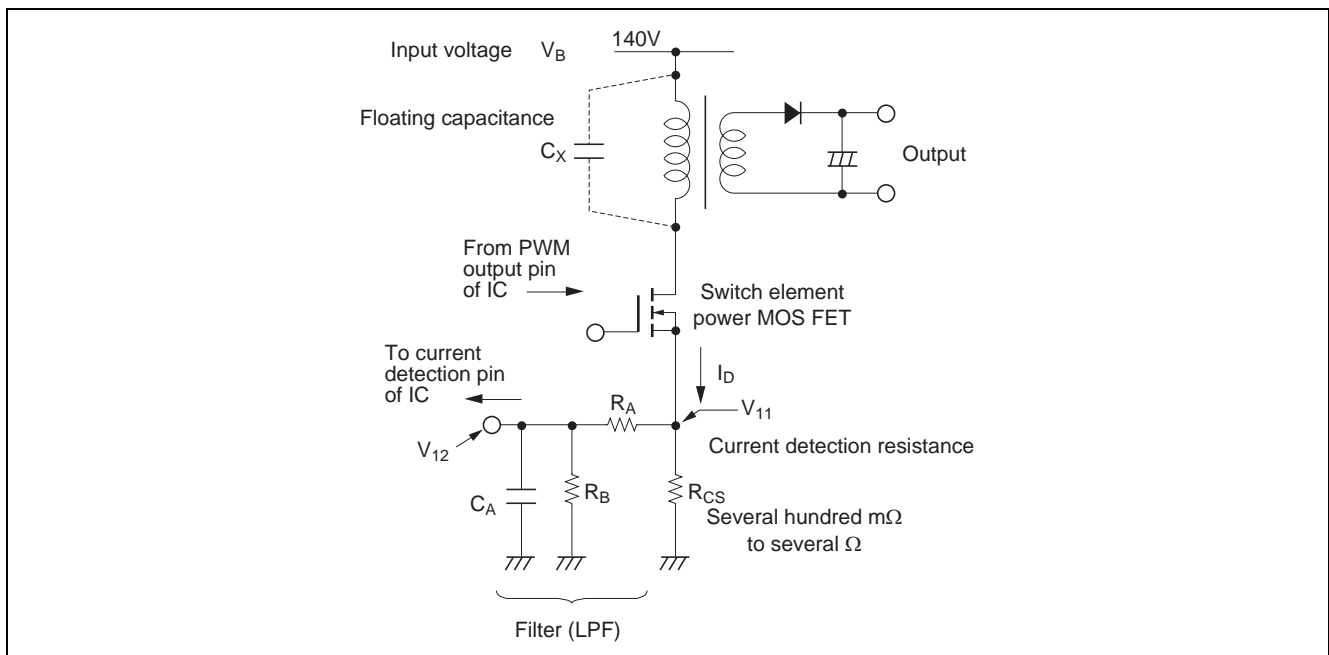 Input voltage V_B 140V
Floating capacitance
C_X
Output
From PWM
output pin
of IC
Switch element
power MOS FET
To current
detection pin
of IC
I_D
R_A
V_11
V_12
Current detection resistance
C_A
R_B
R_CS
Several hundred mΩ
to several Ω
Filter (LPF)